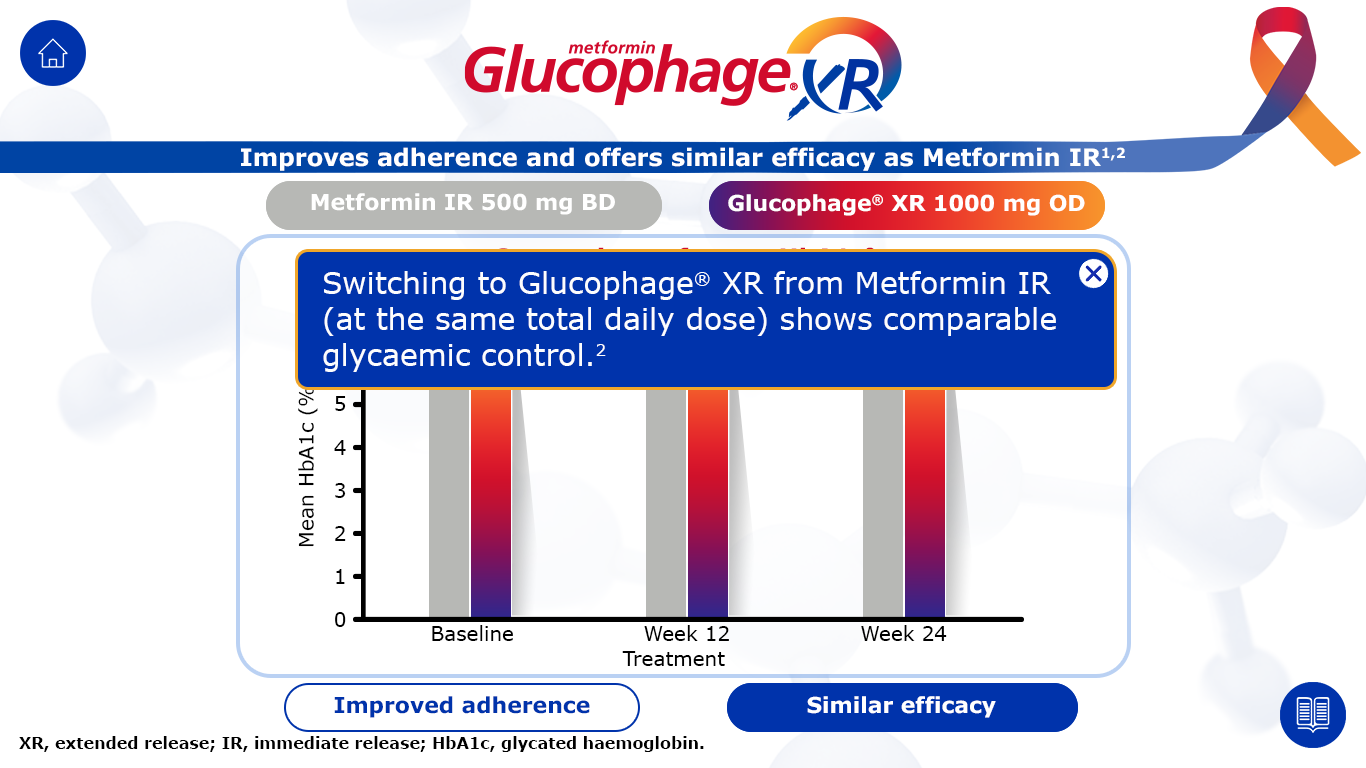 metformin
Glucophage® XR
Improves adherence and offers similar efficacy as Metformin IR1,2
Metformin IR 500 mg BD
Glucophage® XR 1000 mg OD
Switching to Glucophage® XR from Metformin IR
(at the same total daily dose) shows comparable
glycaemic control.2
Mean HbA1c (%
5
4
3
2
1
0
Baseline
Week 12
Week 24
Treatment
Improved adherence
Similar efficacy
XR, extended release; IR, immediate release; HbA1c, glycated haemoglobin.